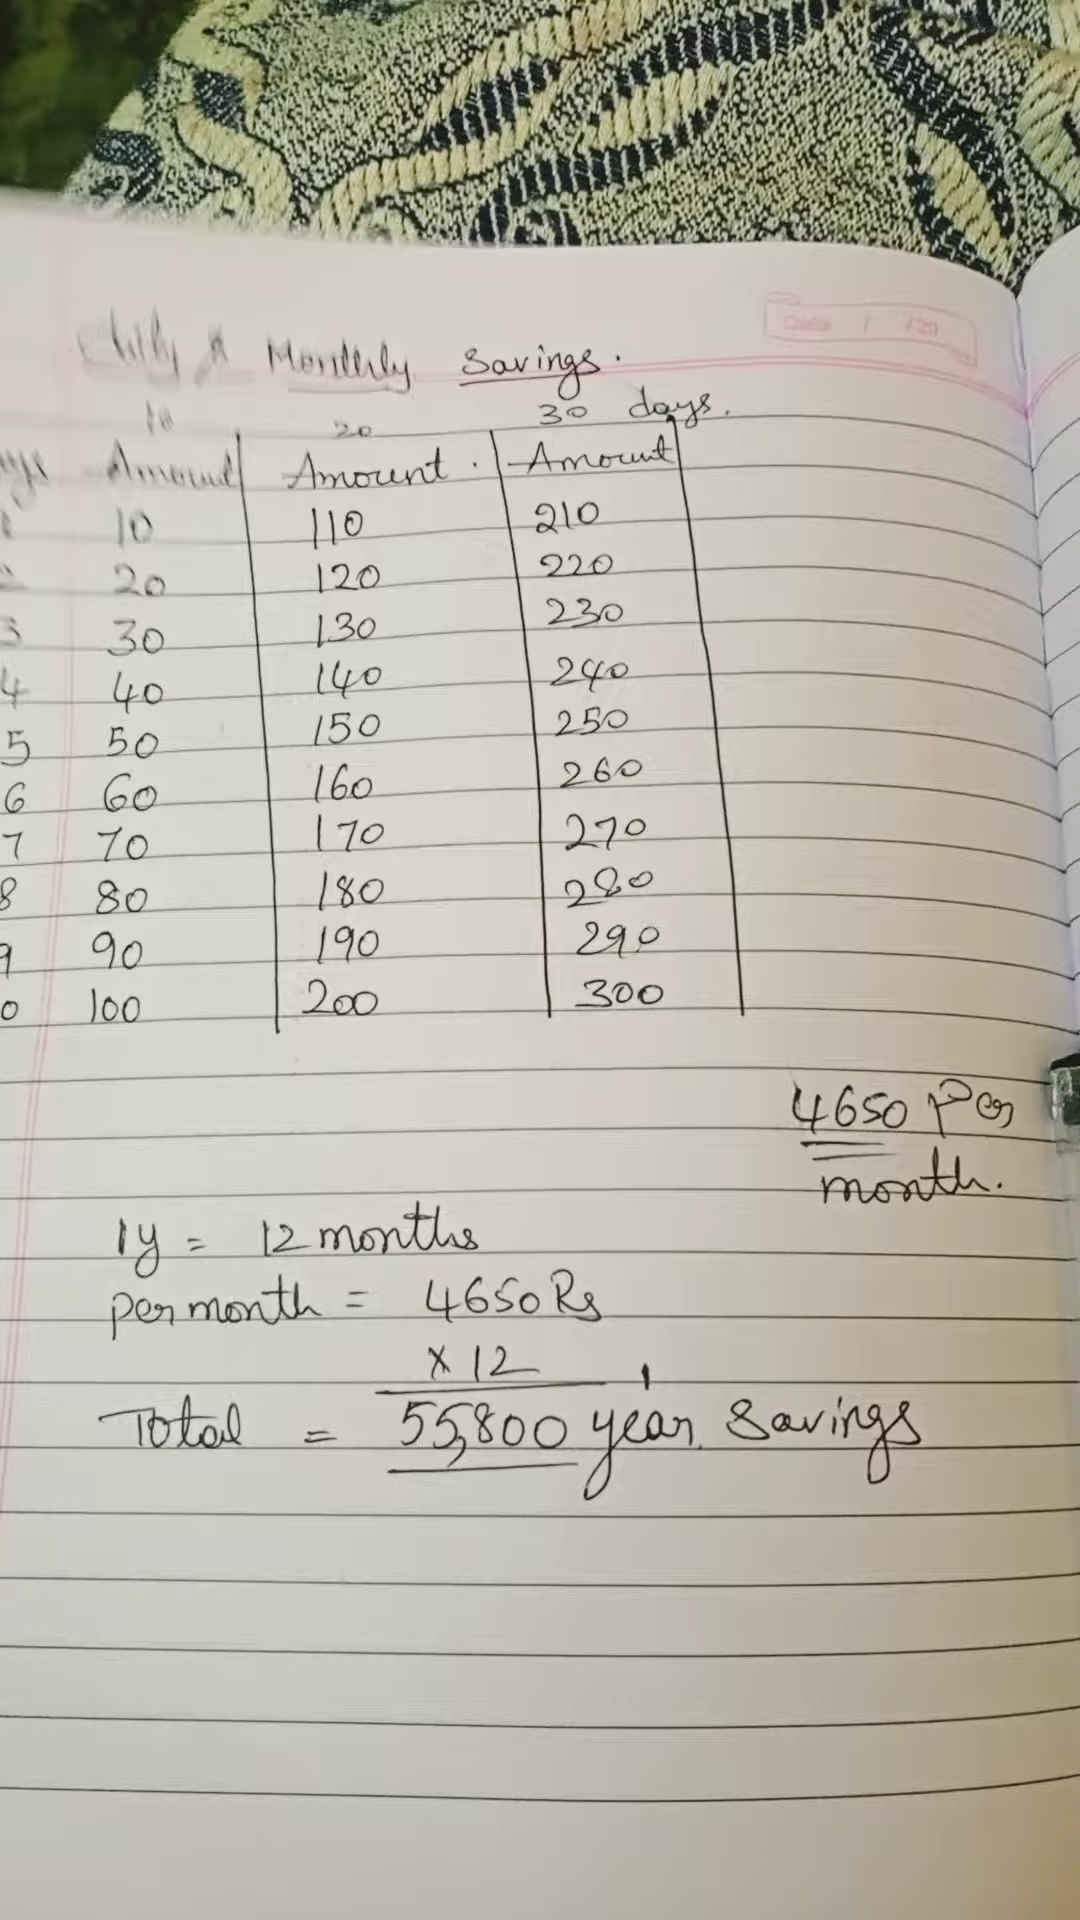 & Monthly Savings.
10 20 30 days.
Amount Amount. Amount
1 10 110 210
2 20 120 220
3 30 130 230
4 40 140 240
5 50 150 250
6 60 160 260
7 70 170 270
8 80 180 280
9 90 190 290
0 100 200 300
4650 Per
month.
1y = 12 months
per month = 4650 Rs
x 12
Total = 55,800 year savings